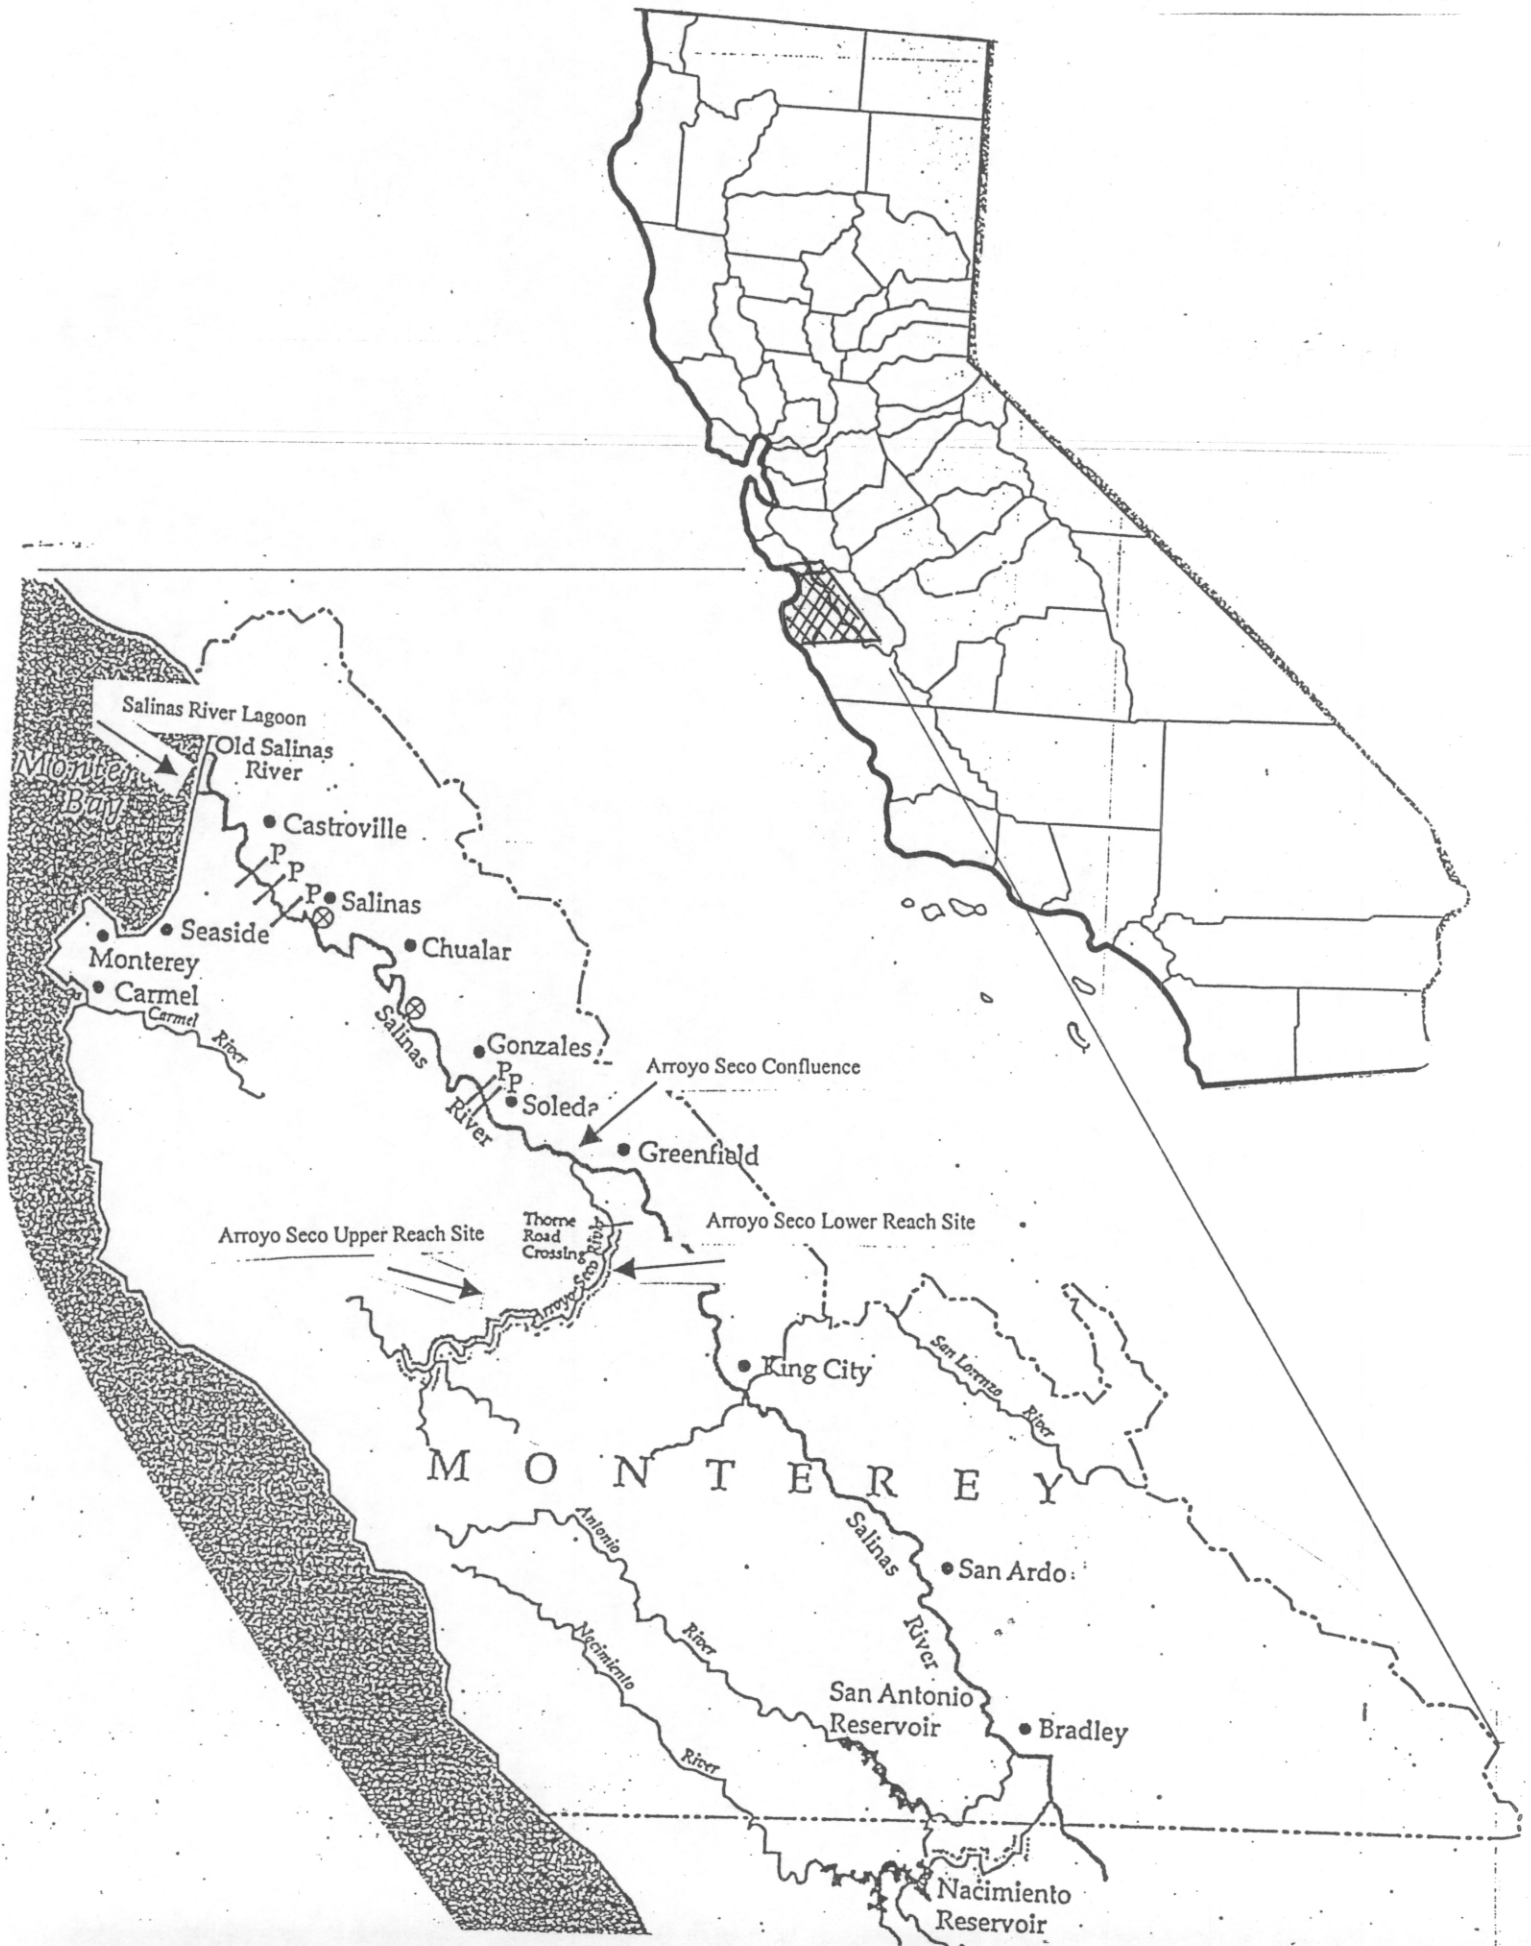 Salinas River Lagoon
Old Salinas
River
Monte
Bay
Castroville
P
P
P
Salinas
Seaside
Chualar
Monterey
Carmel
Carmel
River
Salinas
River
Gonzales
P
P
Soleda
Arroyo Seco Confluence
Greenfield
Arroyo Seco Upper Reach Site
Thorne
Road
Crossing
Arroyo Seco River
Arroyo Seco Lower Reach Site
King City
San Lorenzo
River
MONTEREY
Antonio
River
Salinas
River
San Ardo
Nacimiento
River
San Antonio
Reservoir
Bradley
Nacimiento
Reservoir